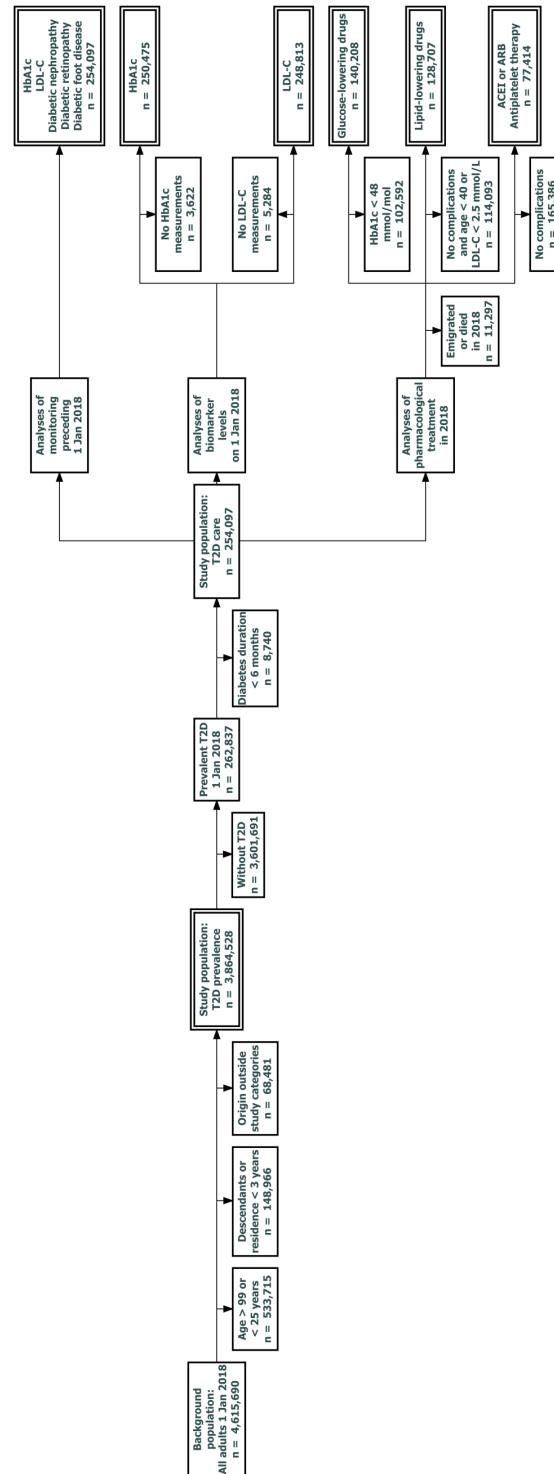 Background
population:
All adults 1 Jan 2018
n = 4,615,690
Age > 99 or
< 25 years
n = 533,715
Descendants or
residence < 3 years
n = 148,966
Origin outside
study categories
n = 68,481
Study population:
T2D prevalence
n = 3,864,528
Without T2D
n = 3,601,691
Prevalent T2D
1 Jan 2018
n = 262,837
Diabetes duration
< 6 months
n = 8,740
Study population:
T2D care
n = 254,097
Analyses of
monitoring
preceding
1 Jan 2018
Analyses of
biomarker
levels
on 1 Jan 2018
Analyses of
pharmacological
treatment
in 2018
Emigrated
or died
in 2018
n = 11,297
No HbA1c
measurements
n = 3,622
No LDL-C
measurements
n = 5,284
HbA1c < 48
mmol/mol
n = 102,592
No complications
and age < 40 or
LDL-C < 2.5 mmol/L
n = 114,093
No complications
n = 165,386
HbA1c
LDL-C
Diabetic nephropathy
Diabetic retinopathy
Diabetic foot disease
n = 254,097
HbA1c
n = 250,475
LDL-C
n = 248,813
Glucose-lowering drugs
n = 140,208
Lipid-lowering drugs
n = 128,707
ACEI or ARB
Antiplatelet therapy
n = 77,414